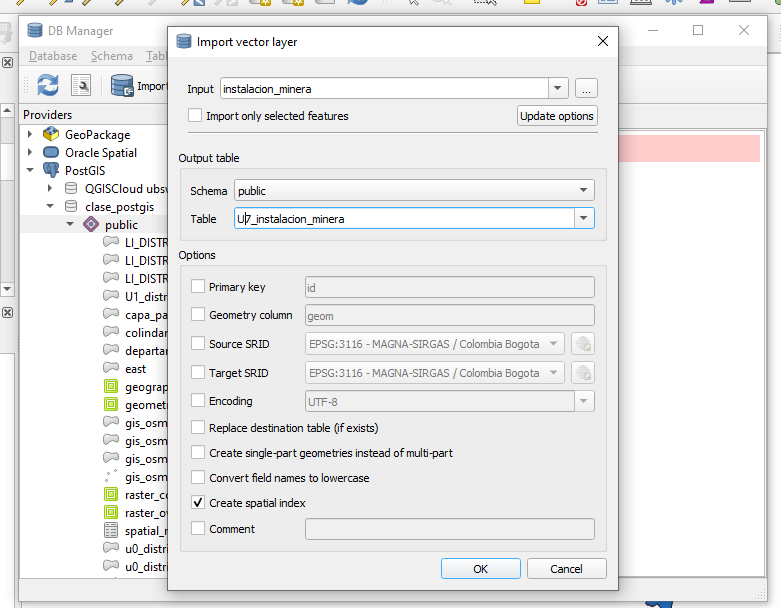 DB Manager
Database Schema Tabl
Import
Providers
GeoPackage
Oracle Spatial
PostGIS
QGISCloud ubsv
clase_postgis
public
LI_DISTR
LI_DISTR
LI_DISTR
U1_distr
capa_pa
colindar
departar
east
geograp
geometr
gis_osm
gis_osm
gis_osm
gis_osm
raster_co
raster_ov
spatial_r
u0_distri
u0_distri
Import vector layer
Input instalacion_minera ...
Import only selected features Update options
Output table
Schema public
Table U7_instalacion_minera
Options
Primary key id
Geometry column geom
Source SRID EPSG:3116 - MAGNA-SIRGAS / Colombia Bogota
Target SRID EPSG:3116 - MAGNA-SIRGAS / Colombia Bogota
Encoding UTF-8
Replace destination table (if exists)
Create single-part geometries instead of multi-part
Convert field names to lowercase
Create spatial index
Comment
OK Cancel